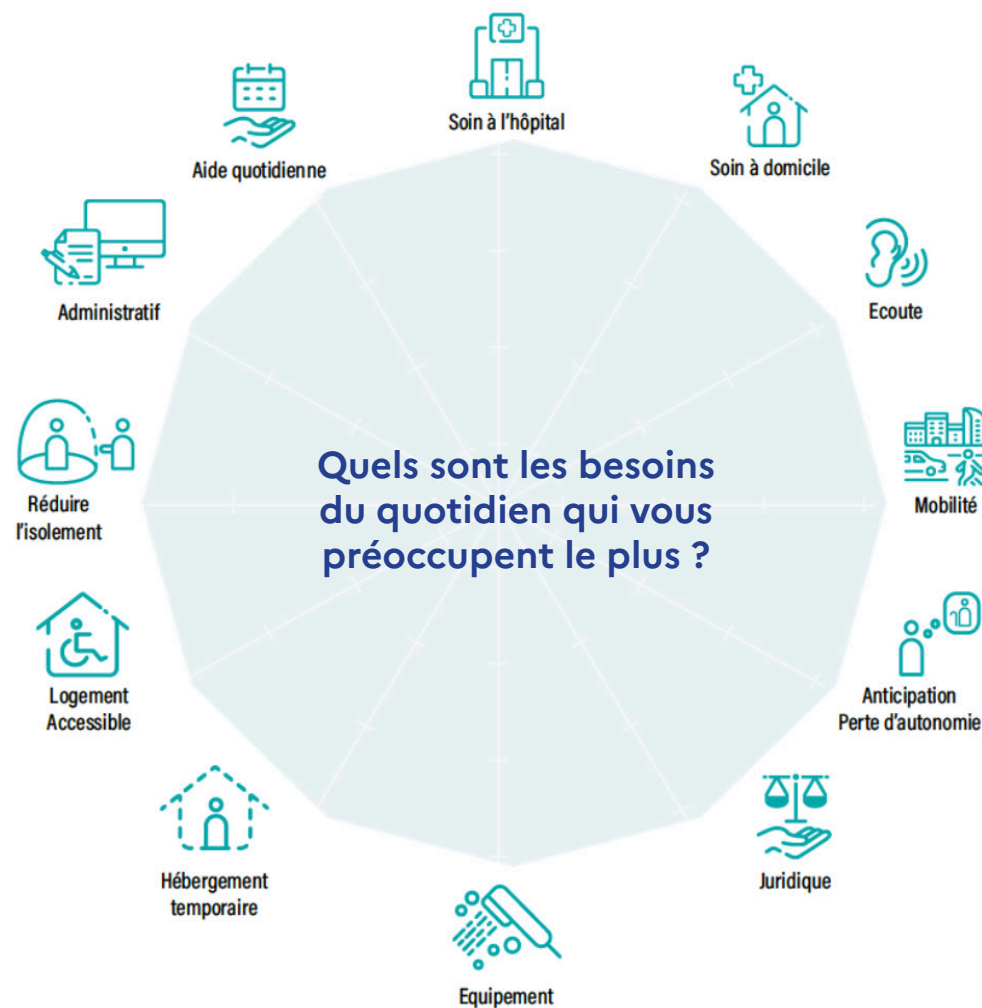 Soin à l'hôpital
Soin à domicile
Ecoute
Mobilité
Anticipation
Perte d'autonomie
Juridique
Equipement
Hébergement
temporaire
Logement
Accessible
Réduire
l'isolement
Administratif
Aide quotidienne
Quels sont les besoins
du quotidien qui vous
préoccupent le plus ?